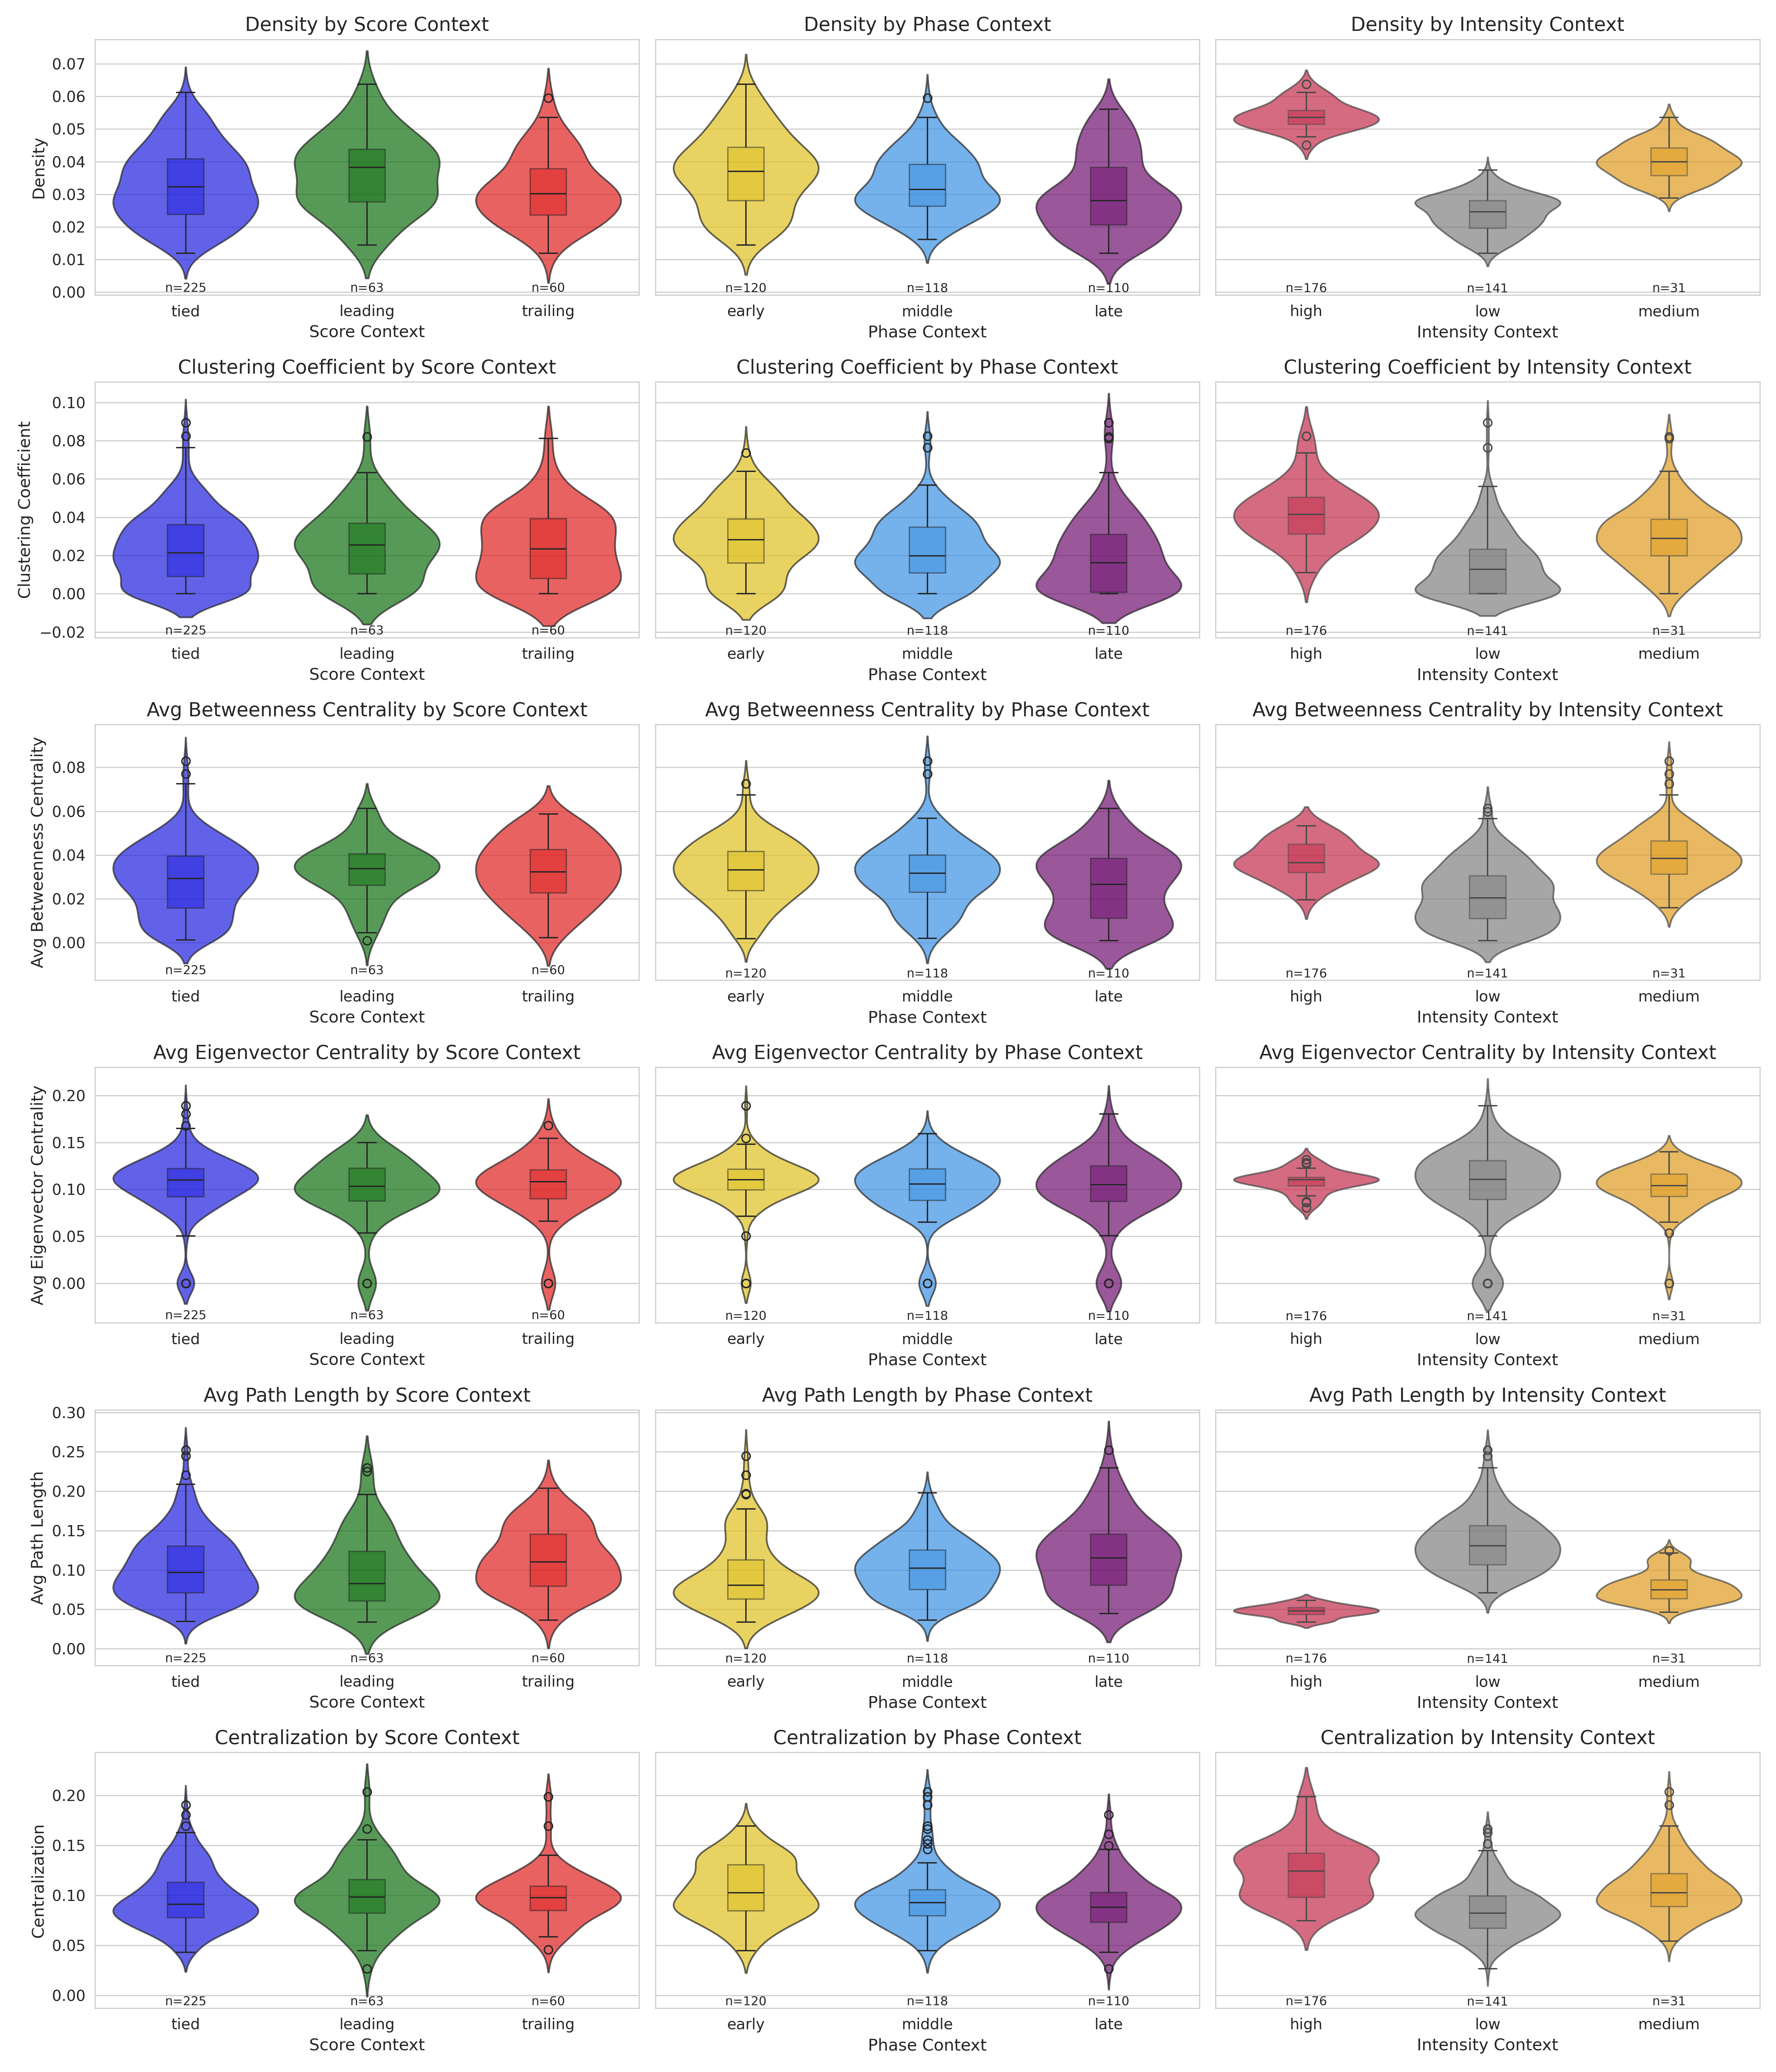 Density by Score Context
Density by Phase Context
Density by Intensity Context
Density
0.07
0.06
0.05
0.04
0.03
0.02
0.01
0.00
n=225
n=63
n=60
n=120
n=118
n=110
n=176
n=141
n=31
tied
leading
trailing
early
middle
late
high
low
medium
Score Context
Phase Context
Intensity Context
Clustering Coefficient by Score Context
Clustering Coefficient by Phase Context
Clustering Coefficient by Intensity Context
Clustering Coefficient
0.10
0.08
0.06
0.04
0.02
0.00
−0.02
n=225
n=63
n=60
n=120
n=118
n=110
n=176
n=141
n=31
tied
leading
trailing
early
middle
late
high
low
medium
Score Context
Phase Context
Intensity Context
Avg Betweenness Centrality by Score Context
Avg Betweenness Centrality by Phase Context
Avg Betweenness Centrality by Intensity Context
Avg Betweenness Centrality
0.08
0.06
0.04
0.02
0.00
n=225
n=63
n=60
n=120
n=118
n=110
n=176
n=141
n=31
tied
leading
trailing
early
middle
late
high
low
medium
Score Context
Phase Context
Intensity Context
Avg Eigenvector Centrality by Score Context
Avg Eigenvector Centrality by Phase Context
Avg Eigenvector Centrality by Intensity Context
Avg Eigenvector Centrality
0.20
0.15
0.10
0.05
0.00
n=225
n=63
n=60
n=120
n=118
n=110
n=176
n=141
n=31
tied
leading
trailing
early
middle
late
high
low
medium
Score Context
Phase Context
Intensity Context
Avg Path Length by Score Context
Avg Path Length by Phase Context
Avg Path Length by Intensity Context
Avg Path Length
0.30
0.25
0.20
0.15
0.10
0.05
0.00
n=225
n=63
n=60
n=120
n=118
n=110
n=176
n=141
n=31
tied
leading
trailing
early
middle
late
high
low
medium
Score Context
Phase Context
Intensity Context
Centralization by Score Context
Centralization by Phase Context
Centralization by Intensity Context
Centralization
0.20
0.15
0.10
0.05
0.00
n=225
n=63
n=60
n=120
n=118
n=110
n=176
n=141
n=31
tied
leading
trailing
early
middle
late
high
low
medium
Score Context
Phase Context
Intensity Context